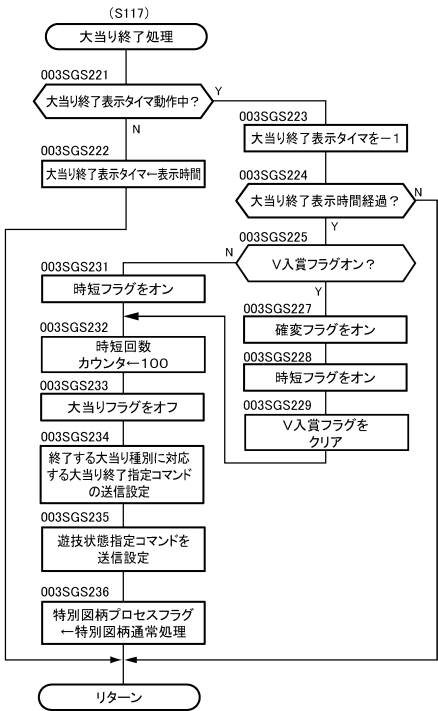 (S117)
大当り終了処理
003SGS221
大当り終了表示タイマ動作中?
Y
N
003SGS222
大当り終了表示タイマ←表示時間
003SGS223
大当り終了表示タイマを-1
003SGS224
大当り終了表示時間経過?
N
Y
003SGS225
V入賞フラグオン?
N
Y
003SGS227
確変フラグをオン
003SGS228
時短フラグをオン
003SGS229
V入賞フラグを
クリア
003SGS231
時短フラグをオン
003SGS232
時短回数
カウンタ←100
003SGS233
大当りフラグをオフ
003SGS234
終了する大当り種別に対応
する大当り終了指定コマンド
の送信設定
003SGS235
遊技状態指定コマンドを
送信設定
003SGS236
特別図柄プロセスフラグ
←特別図柄通常処理
リターン